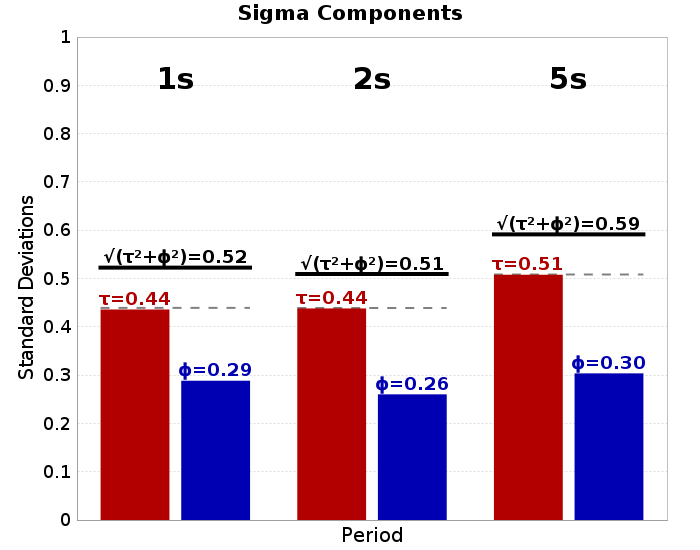 Sigma Components
1
0.9
0.8
0.7
0.6
0.5
0.4
0.3
0.2
0.1
0
Standard Deviations
1s
2s
5s
√(τ²+ϕ²)=0.52
√(τ²+ϕ²)=0.51
√(τ²+ϕ²)=0.59
τ=0.44
ϕ=0.29
τ=0.44
ϕ=0.26
τ=0.51
ϕ=0.30
Period